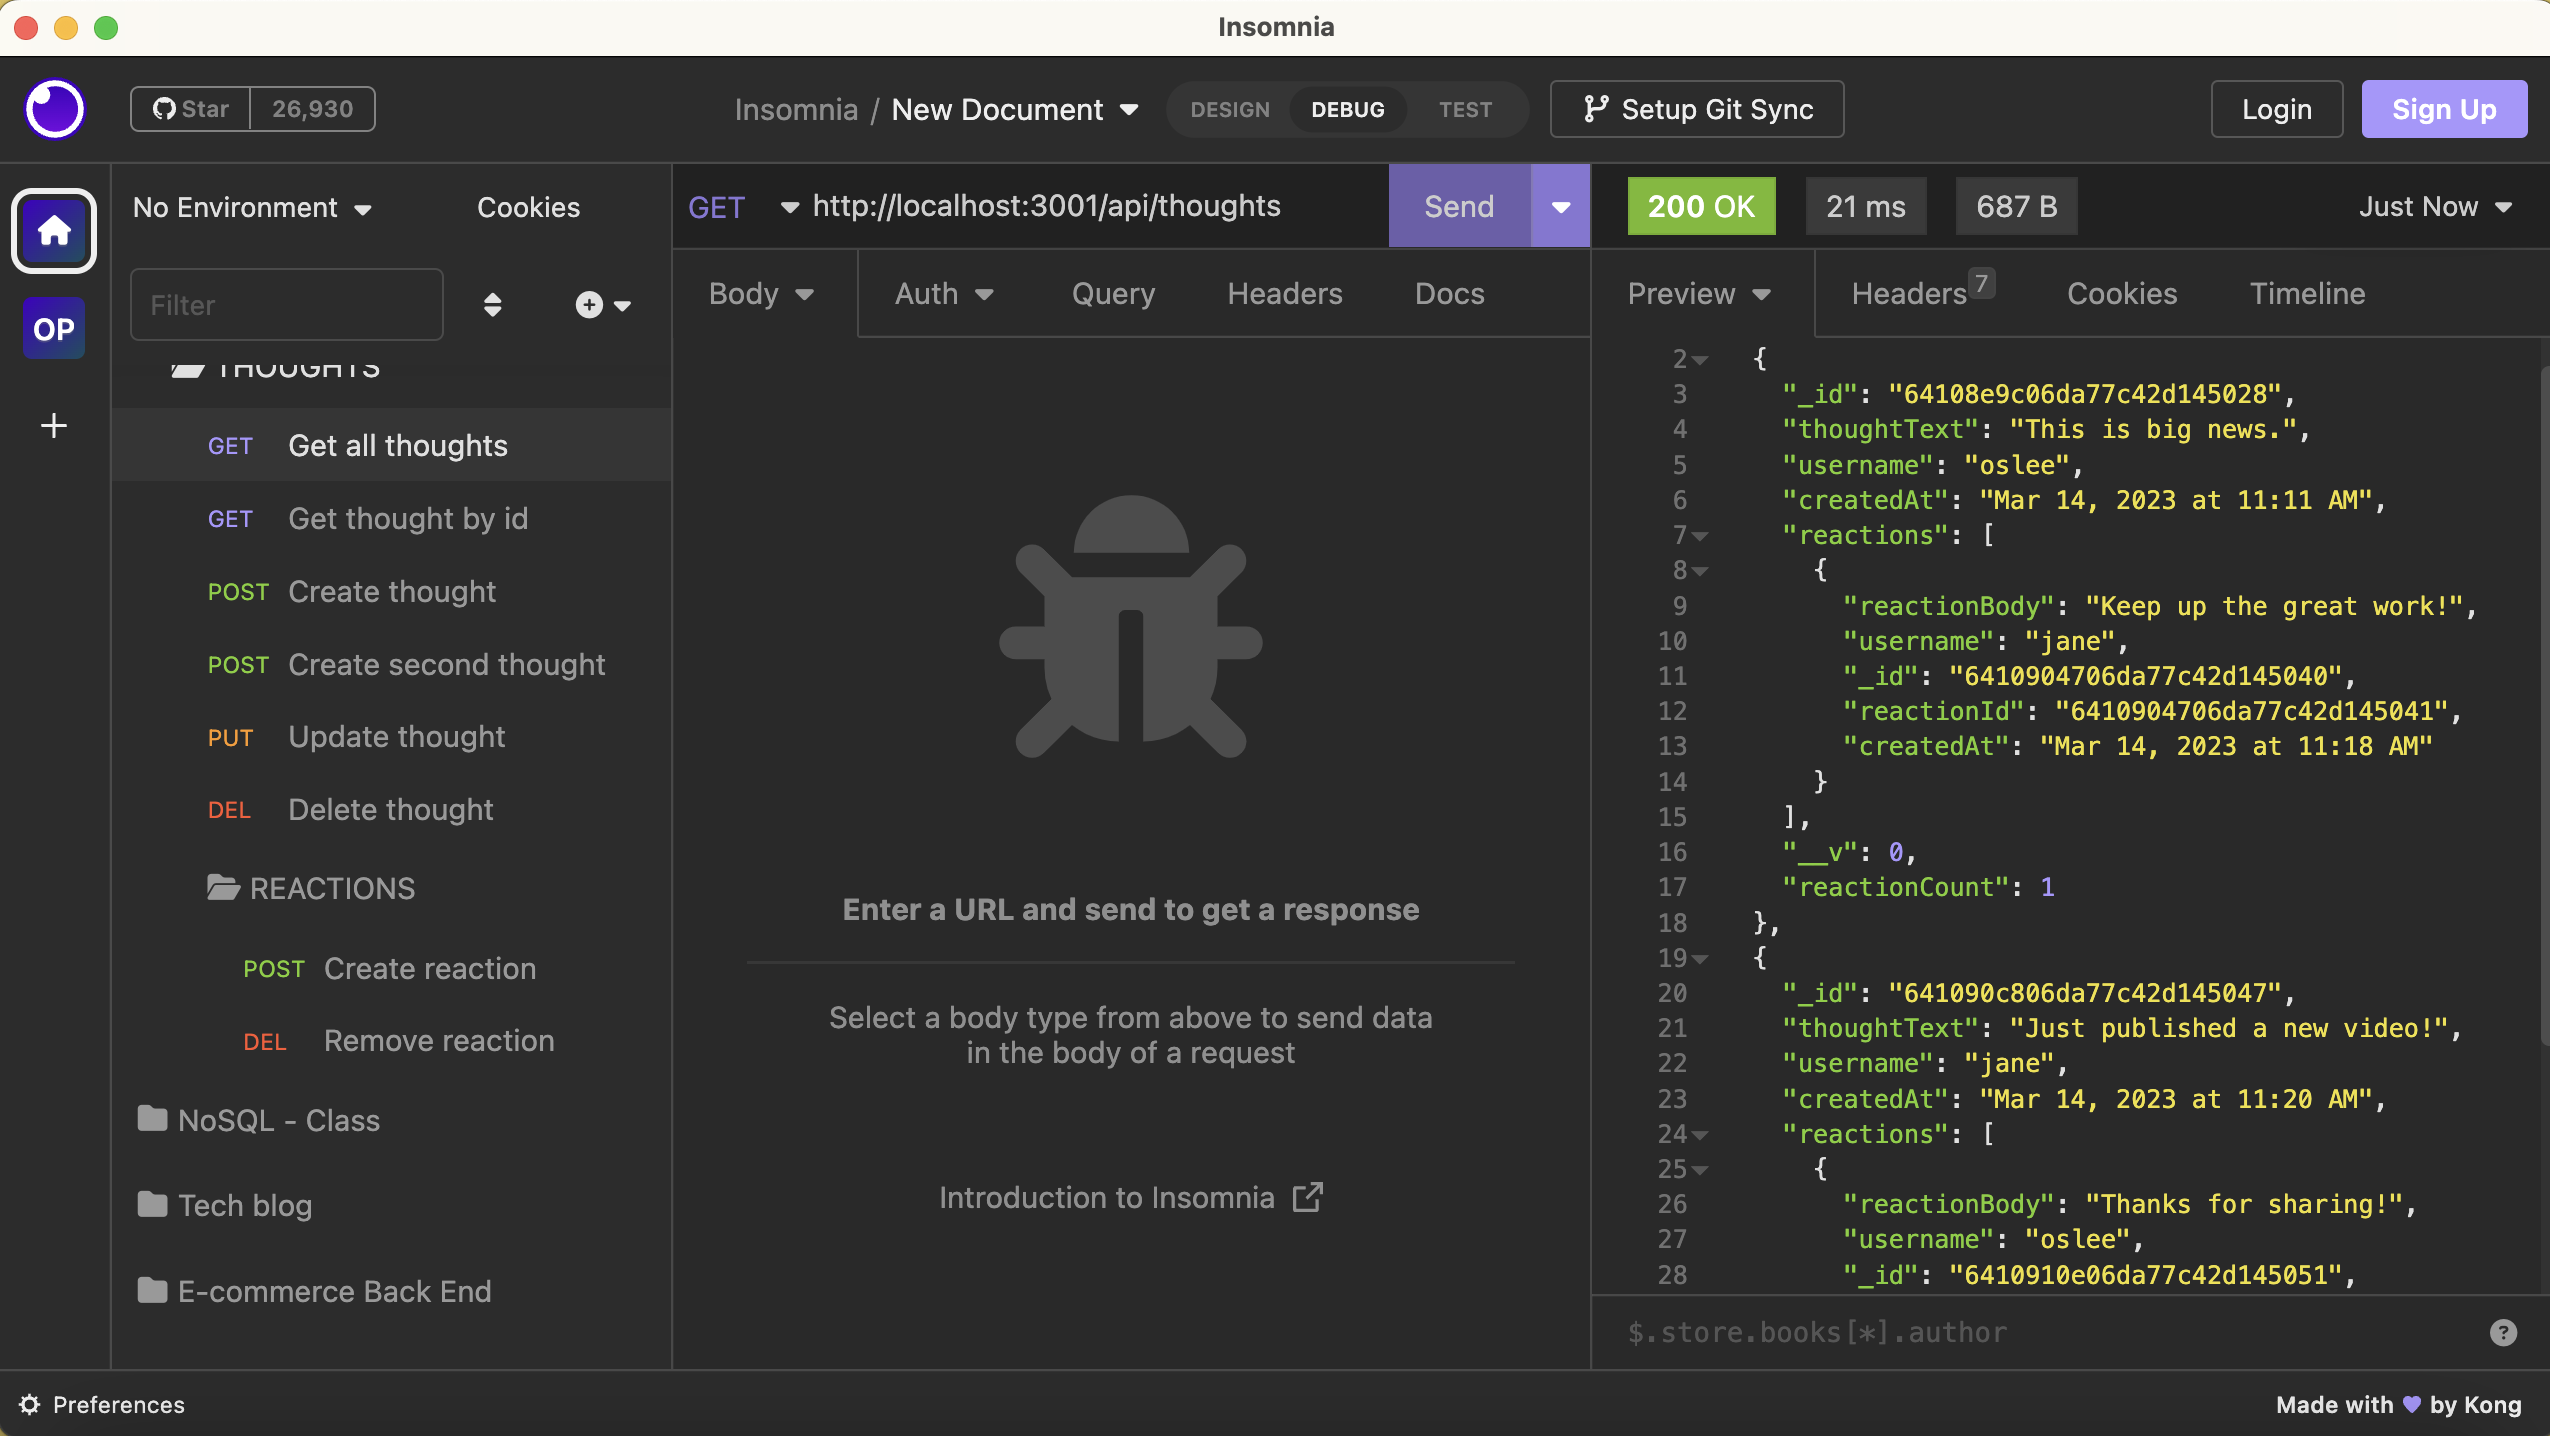 Insomnia
Star 26,930
Insomnia / New Document
DESIGN DEBUG TEST
Setup Git Sync
Login
Sign Up
OP
No Environment
Cookies
Filter
THOUGHTS
GET Get all thoughts
GET Get thought by id
POST Create thought
POST Create second thought
PUT Update thought
DEL Delete thought
REACTIONS
POST Create reaction
DEL Remove reaction
NoSQL - Class
Tech blog
E-commerce Back End
GET http://localhost:3001/api/thoughts Send
Body Auth Query Headers Docs
Enter a URL and send to get a response
Select a body type from above to send data
in the body of a request
Introduction to Insomnia
200 OK 21 ms 687 B Just Now
Preview Headers 7 Cookies Timeline
2 {
3 "_id": "64108e9c06da77c42d145028",
4 "thoughtText": "This is big news.",
5 "username": "oslee",
6 "createdAt": "Mar 14, 2023 at 11:11 AM",
7 "reactions": [
8 {
9 "reactionBody": "Keep up the great work!",
10 "username": "jane",
11 "_id": "6410904706da77c42d145040",
12 "reactionId": "6410904706da77c42d145041",
13 "createdAt": "Mar 14, 2023 at 11:18 AM"
14 }
15 ],
16 "__v": 0,
17 "reactionCount": 1
18 },
19 {
20 "_id": "641090c806da77c42d145047",
21 "thoughtText": "Just published a new video!",
22 "username": "jane",
23 "createdAt": "Mar 14, 2023 at 11:20 AM",
24 "reactions": [
25 {
26 "reactionBody": "Thanks for sharing!",
27 "username": "oslee",
28 "_id": "6410910e06da77c42d145051",
$.store.books[*].author
Preferences
Made with 💜 by Kong